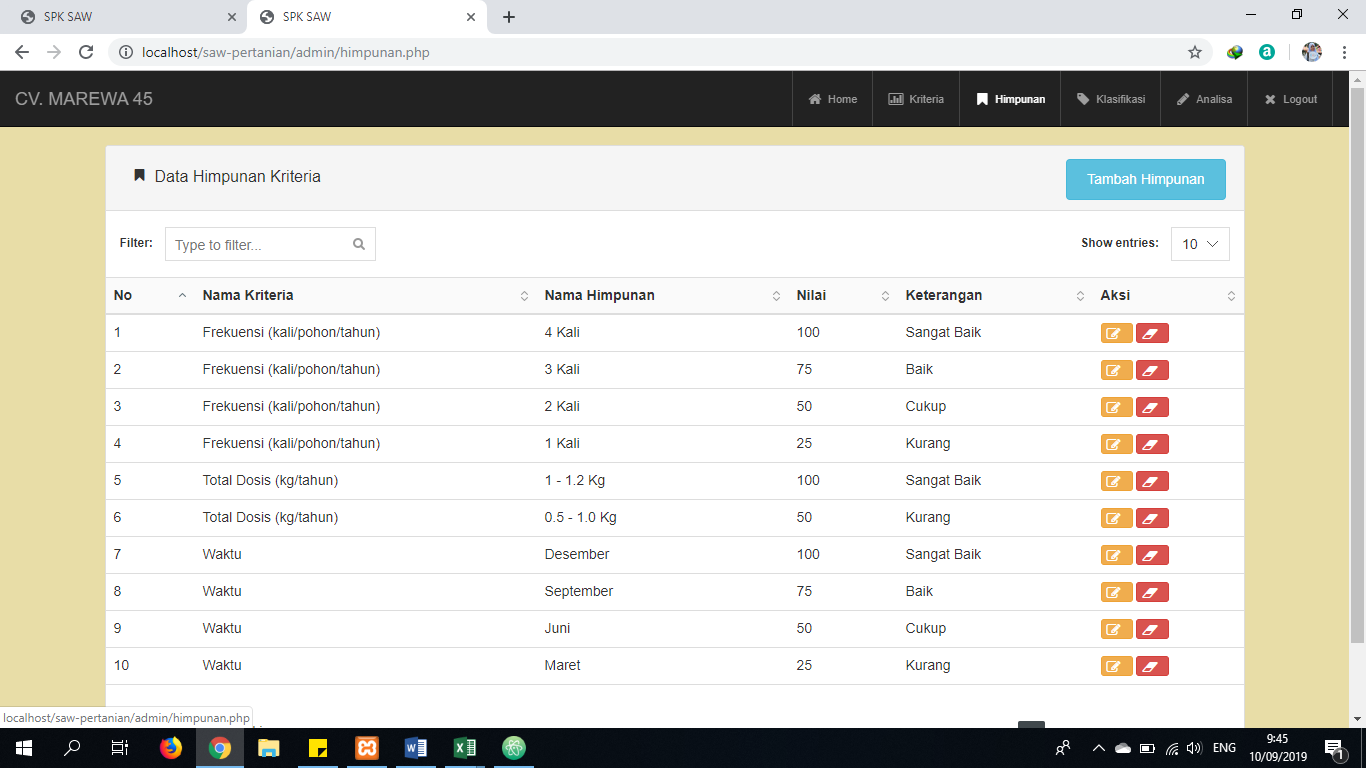 SPK SAW
SPK SAW
localhost/saw-pertanian/admin/himpunan.php
CV. MAREWA 45
Home Kriteria Himpunan Klasifikasi Analisa Logout
Data Himpunan Kriteria
Tambah Himpunan
Filter: Type to filter... Show entries: 10
No Nama Kriteria Nama Himpunan Nilai Keterangan Aksi
1 Frekuensi (kali/pohon/tahun) 4 Kali 100 Sangat Baik
2 Frekuensi (kali/pohon/tahun) 3 Kali 75 Baik
3 Frekuensi (kali/pohon/tahun) 2 Kali 50 Cukup
4 Frekuensi (kali/pohon/tahun) 1 Kali 25 Kurang
5 Total Dosis (kg/tahun) 1 - 1.2 Kg 100 Sangat Baik
6 Total Dosis (kg/tahun) 0.5 - 1.0 Kg 50 Kurang
7 Waktu Desember 100 Sangat Baik
8 Waktu September 75 Baik
9 Waktu Juni 50 Cukup
10 Waktu Maret 25 Kurang
localhost/saw-pertanian/admin/himpunan.php
ENG
9:45
10/09/2019
1